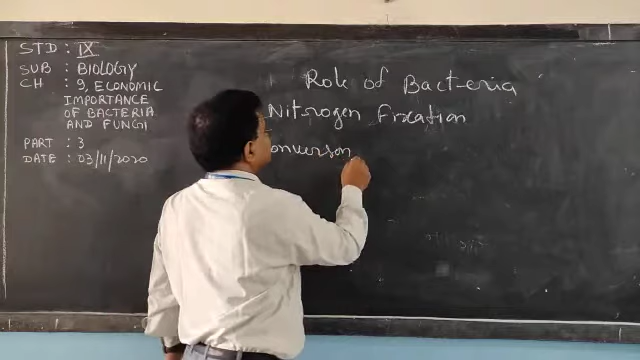 STD : IX
SUB : BIOLOGY
CH : 9, ECONOMIC
IMPORTANCE
OF BACTERIA
AND FUNGI
PART : 3
DATE : 03/11/2020
Role of Bacteria
Nitrogen Fixation
onverson